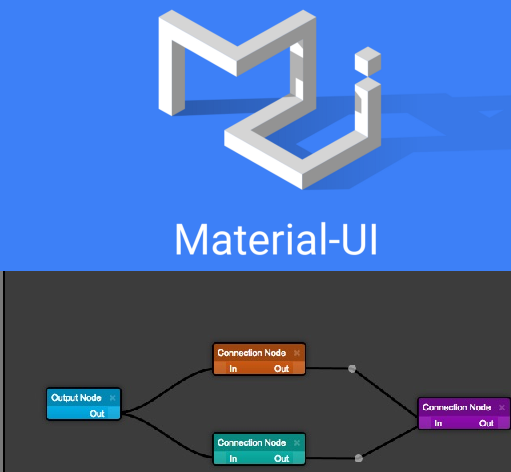 Material-UI
Connection Node ×
In Out
Output Node ×
Out
Connection Node ×
In Out
Connection Node ×
In Out